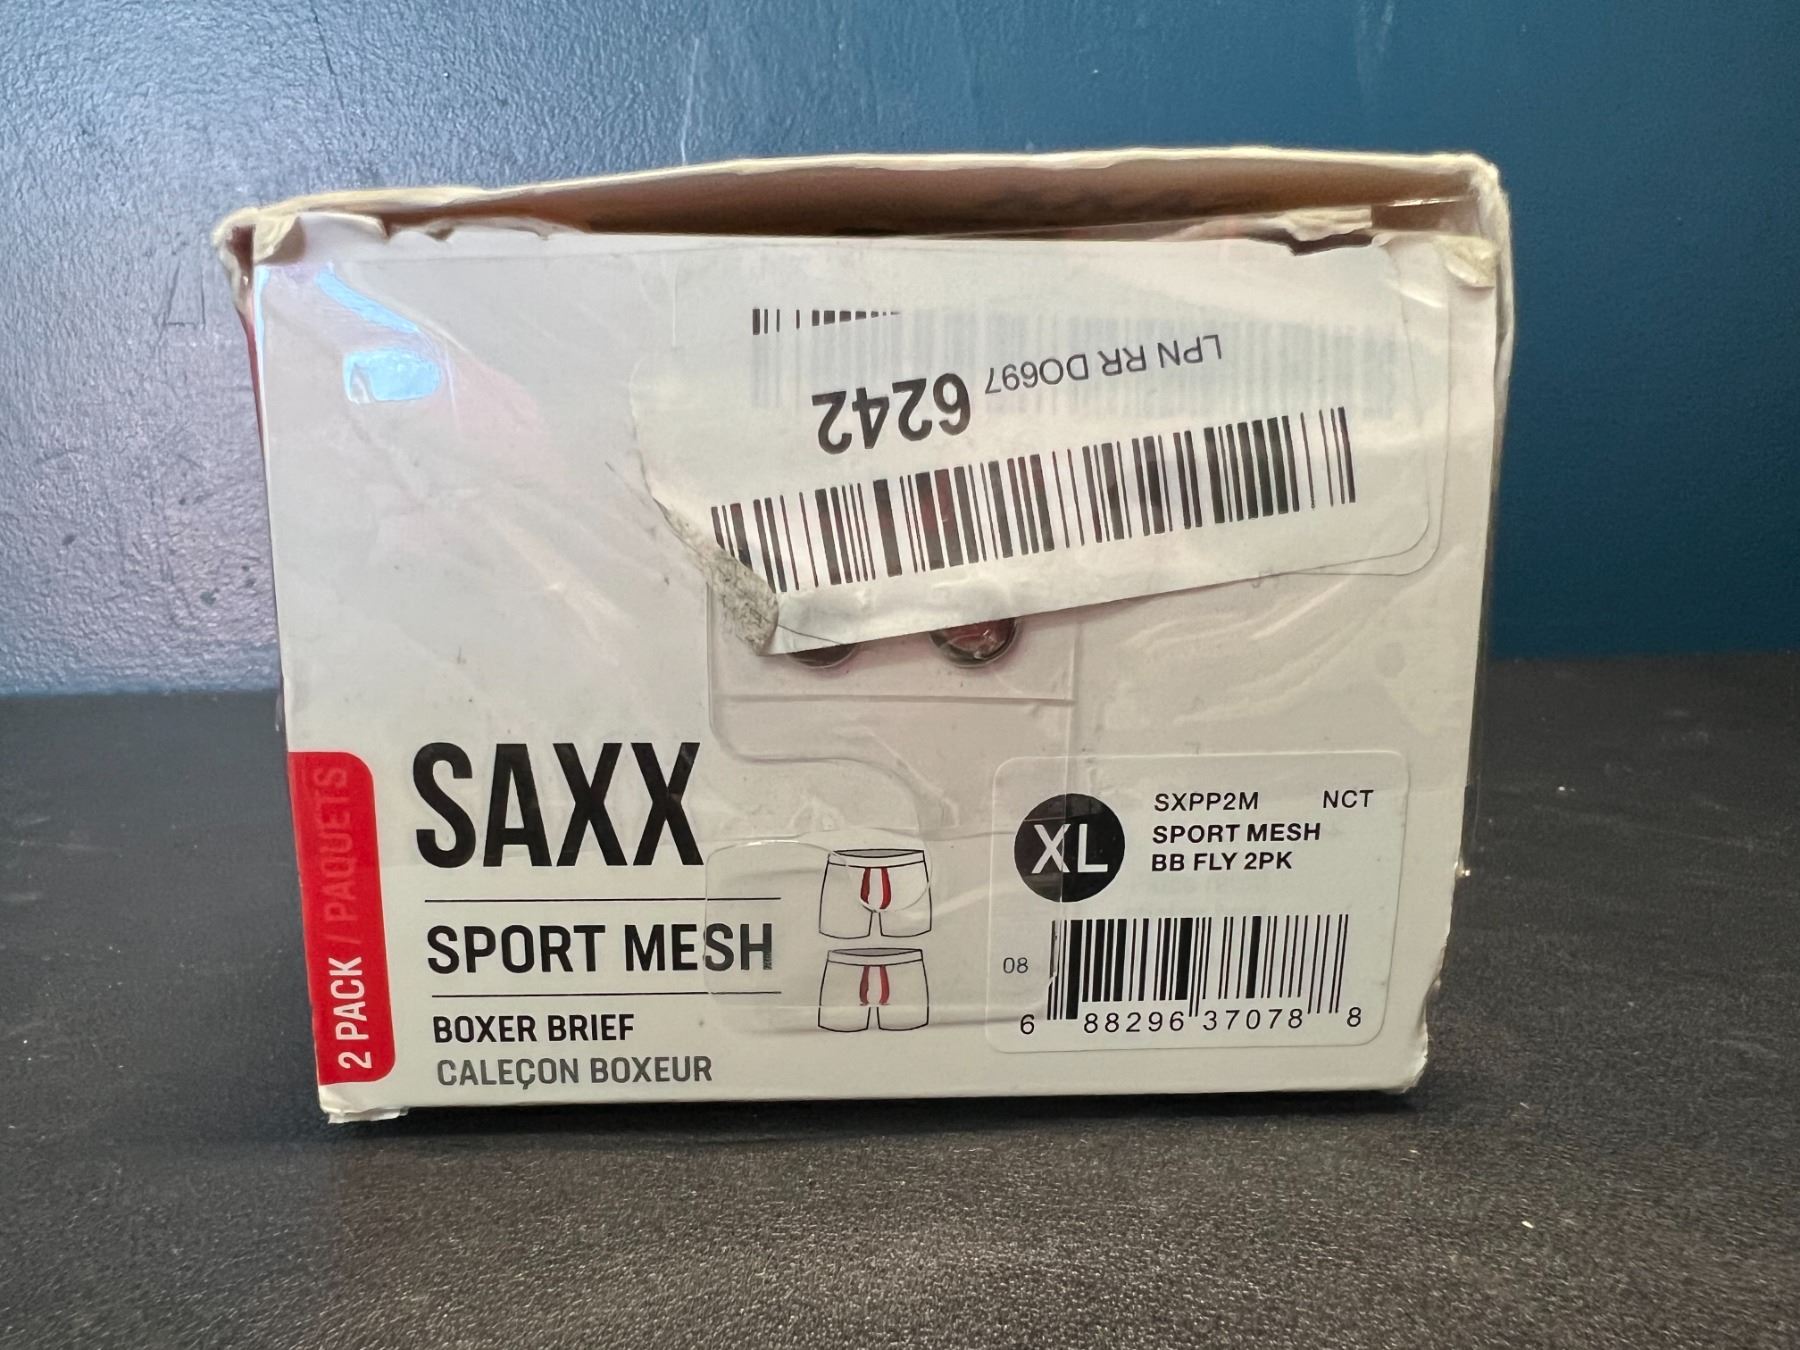 LPN RR DO697 6242
SAXX
SPORT MESH
BOXER BRIEF
CALEÇON BOXEUR
2 PACK / PAQUETS
XL
SXPP2M NCT
SPORT MESH
BB FLY 2PK
08
6 88296 37078 8